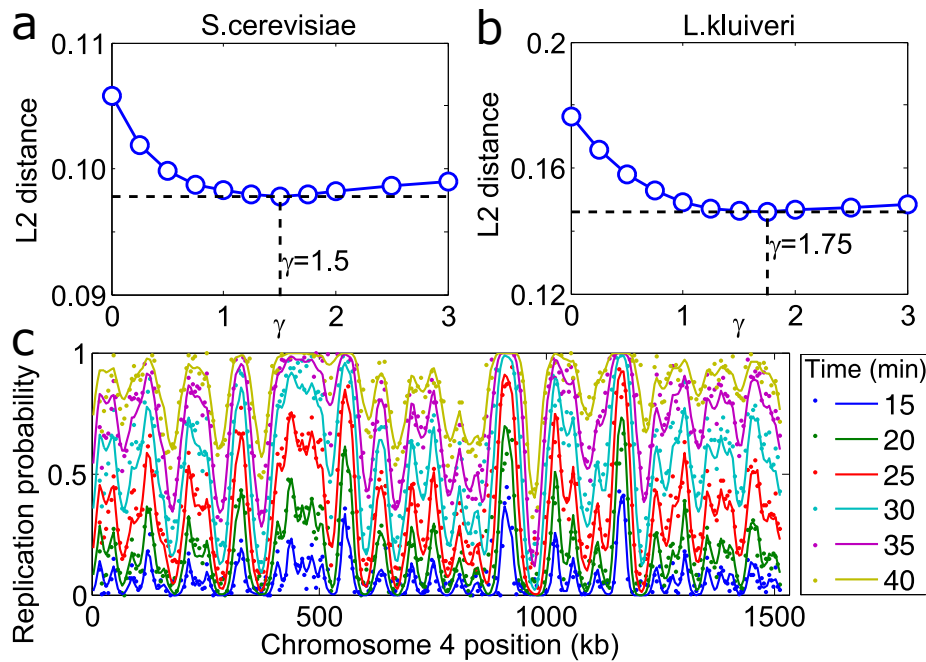 a
S.cerevisiae
0.11
0.10
0.09
L2 distance
γ=1.5
0 1 2 3
γ
b
L.kluiveri
0.2
0.16
0.12
L2 distance
γ=1.75
0 1 2 3
γ
c
Replication probability
1
0.5
0
0 500 1000 1500
Chromosome 4 position (kb)
Time (min)
15
20
25
30
35
40